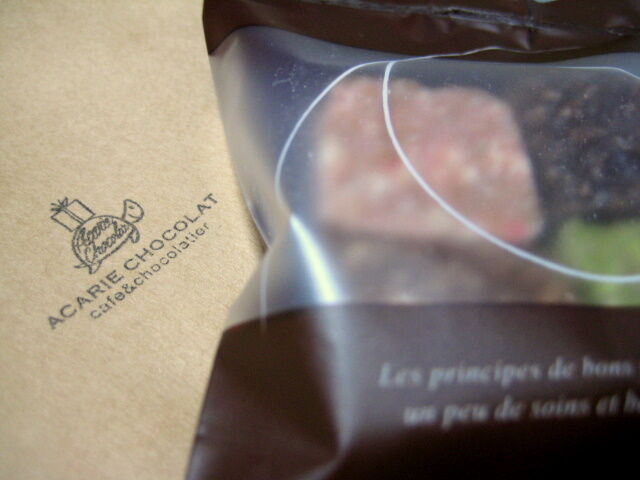 Acarie
Chocolat
ACARIE CHOCOLAT
cafe&chocolatier
Les principes de bons
un peu de soins et